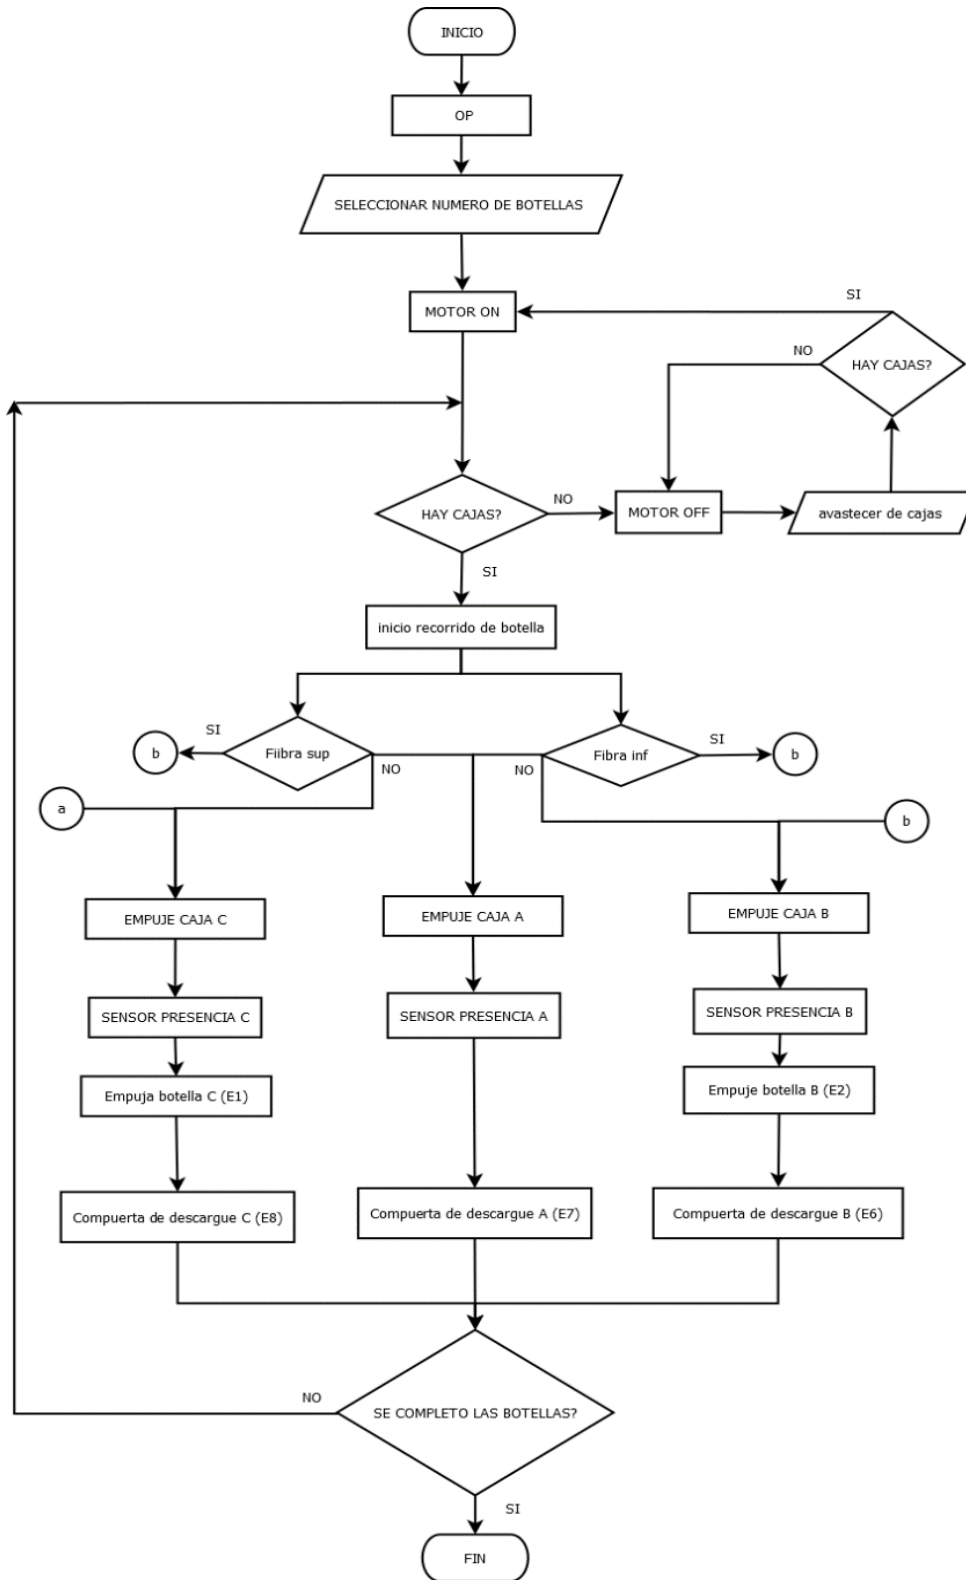 INICIO
OP
SELECCIONAR NUMERO DE BOTELLAS
MOTOR ON
SI
NO
HAY CAJAS?
HAY CAJAS?
NO
MOTOR OFF
avastecer de cajas
SI
inicio recorrido de botella
SI
b
Fiibra sup
NO
Fibra inf
NO
SI
b
a
b
EMPUJE CAJA C
EMPUJE CAJA A
EMPUJE CAJA B
SENSOR PRESENCIA C
SENSOR PRESENCIA A
SENSOR PRESENCIA B
Empuja botella C (E1)
Empuje botella B (E2)
Compuerta de descargue C (E8)
Compuerta de descargue A (E7)
Compuerta de descargue B (E6)
NO
SE COMPLETO LAS BOTELLAS?
SI
FIN